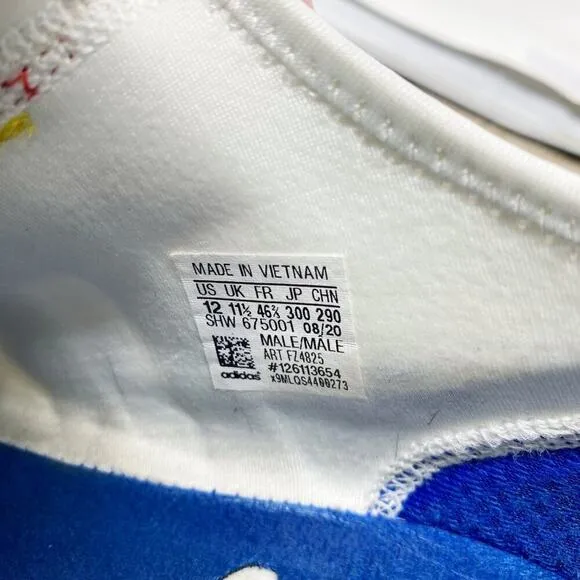 MADE IN VIETNAM
US UK FR JP CHN
12 11½ 46⅔ 300 290
SHW 675001 08/20
MALE/MÂLE
ART FZ4825
#126113654
adidas x9MLQS4400273